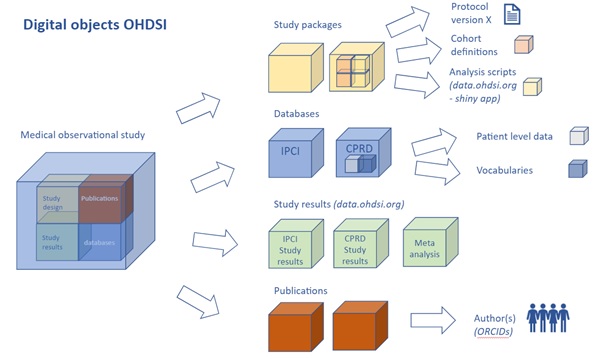 Digital objects OHDSI
Study packages
Protocol
version X
Cohort
definitions
Analysis scripts
(data.ohdsi.org
- shiny app)
Databases
IPCI
CPRD
Patient level data
Vocabularies
Medical observational study
Study
design
Publications
Study
results
databases
Study results (data.ohdsi.org)
IPCI
Study
results
CPRD
Study
results
Meta
analysis
Publications
Author(s)
(ORCIDs)